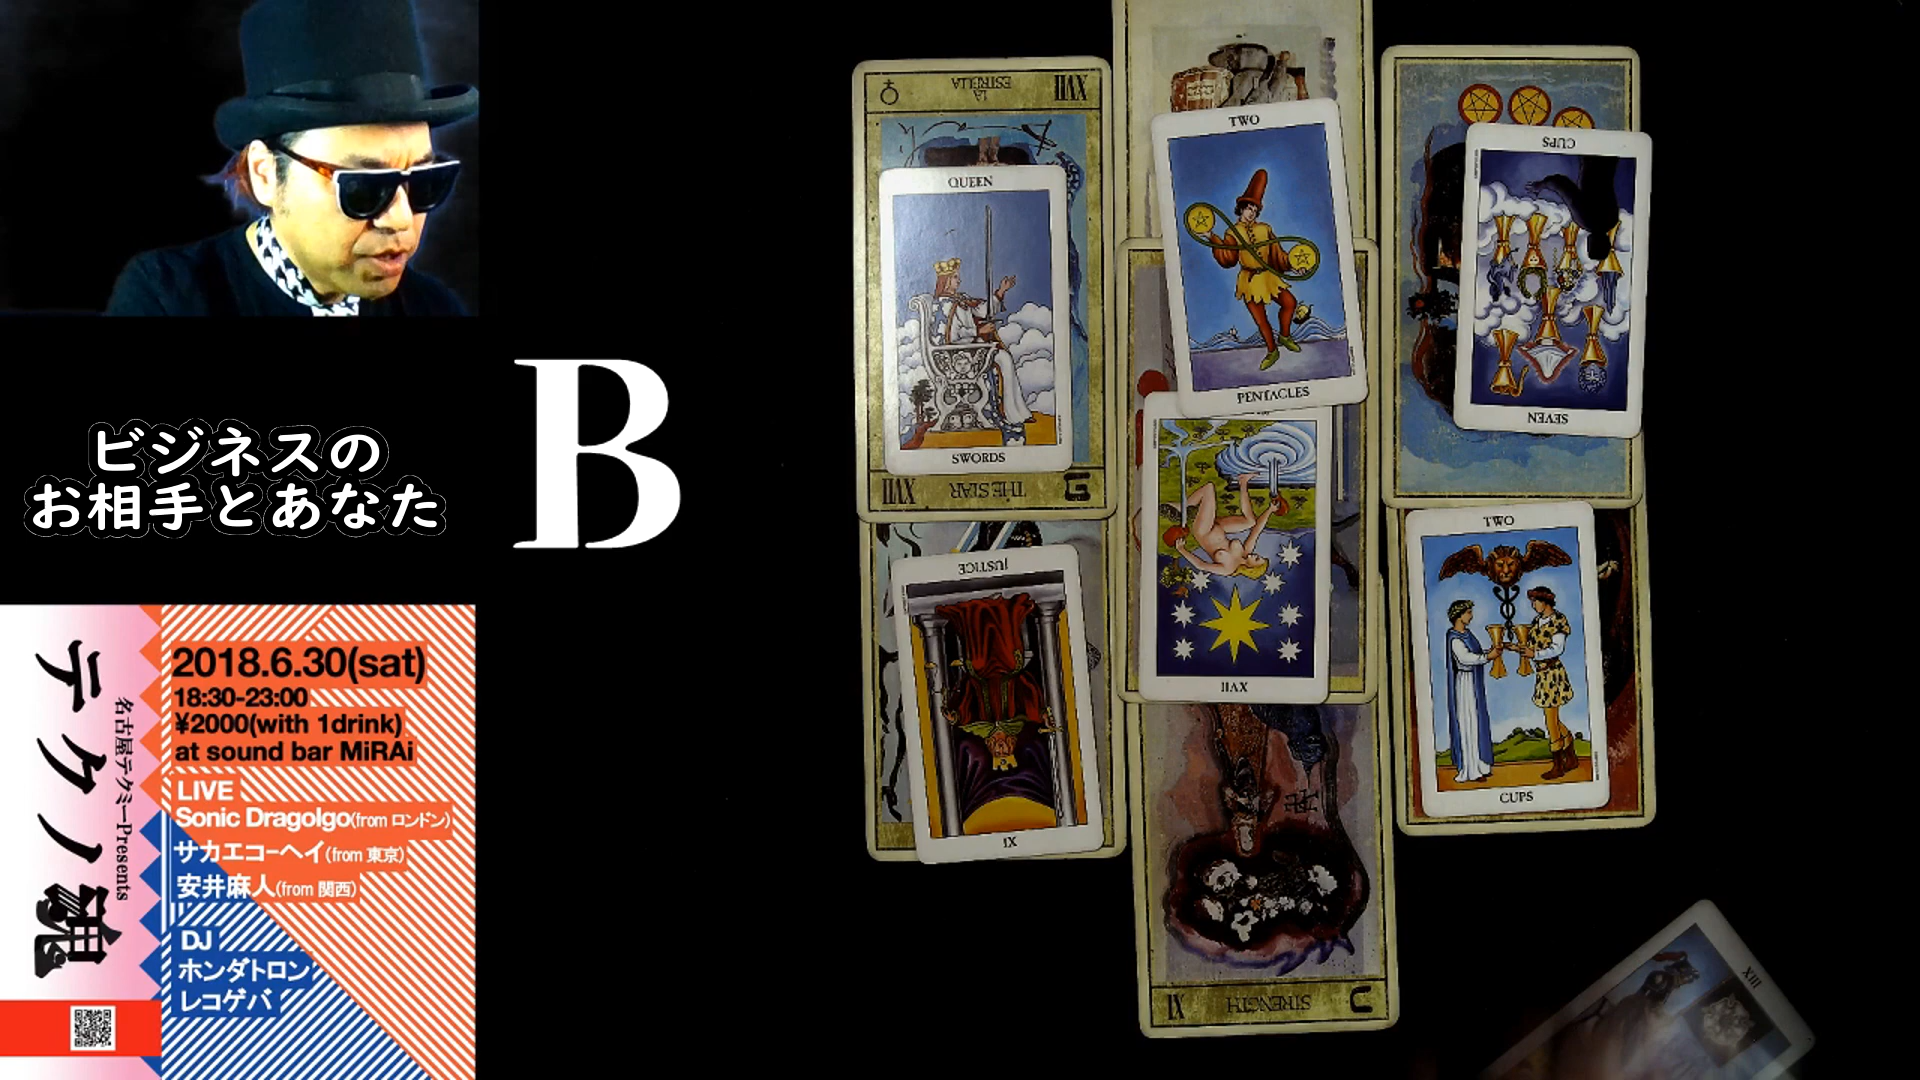 ビジネスの
お相手とあなた
B
テクノ魂
名古屋テクミーPresents
2018.6.30(sat)
18:30-23:00
¥2000(with 1drink)
at sound bar MiRAi
LIVE
Sonic Dragolgo(from ロンドン)
サカエコーヘイ(from 東京)
安井麻人(from 関西)
DJ
ホンダトロン
レコゲバ
LA
ESTRELLA
XVII
QUEEN
SWORDS
XVII
THE STAR
TWO
PENTACLES
CUPS
SEVEN
JUSTICE
XI
XVII
TWO
CUPS
XI
STRENGTH
XIII